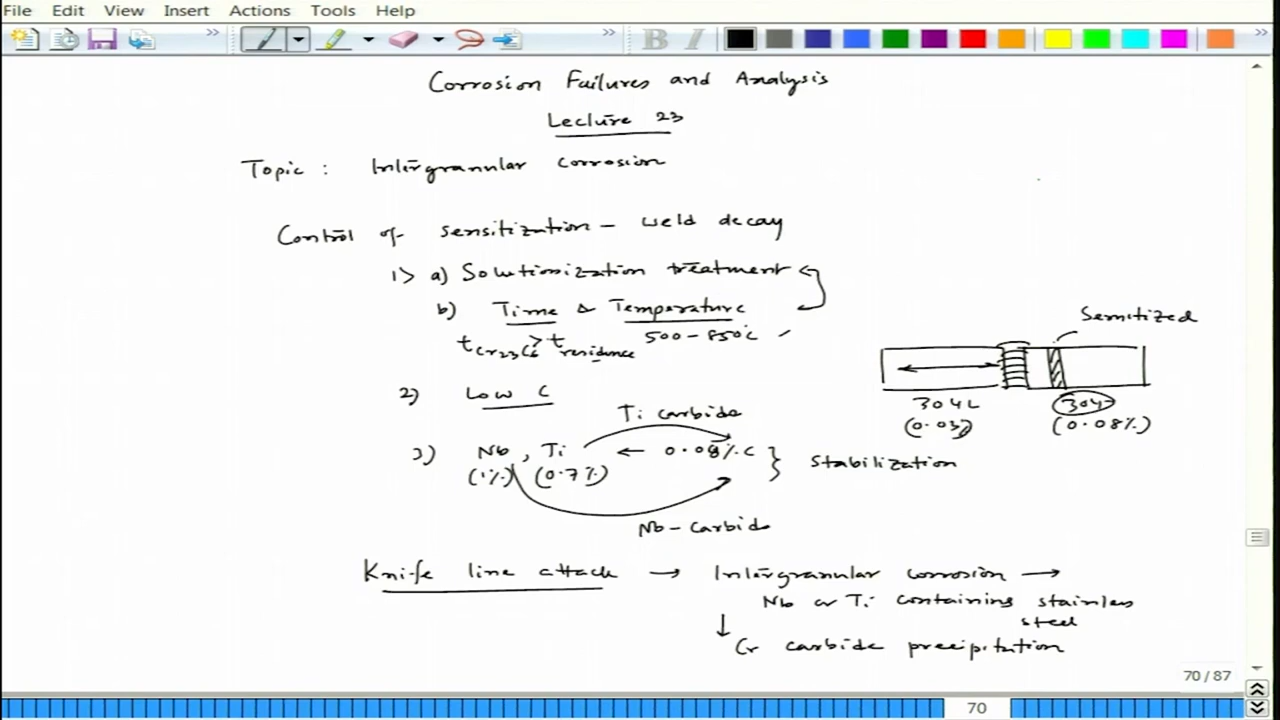 File Edit View Insert Actions Tools Help
Corrosion Failures and Analysis
Lecture 23
Topic : Intergranular corrosion
Control of sensitization - weld decay
1> a) Solutionization treatment
b) Time & Temperature
t Cr23C6 > t residence 500-850°C
Sensitized
304L 304
(0.03) (0.08%)
2) Low C
Ti carbide
3) Nb, Ti ← 0.08% C } Stabilization
(1%) (0.7%)
Nb-carbide
Knife line attack → Intergranular corrosion →
Nb or Ti containing stainless
steel
↓ Cr carbide precipitation
70 / 87
70